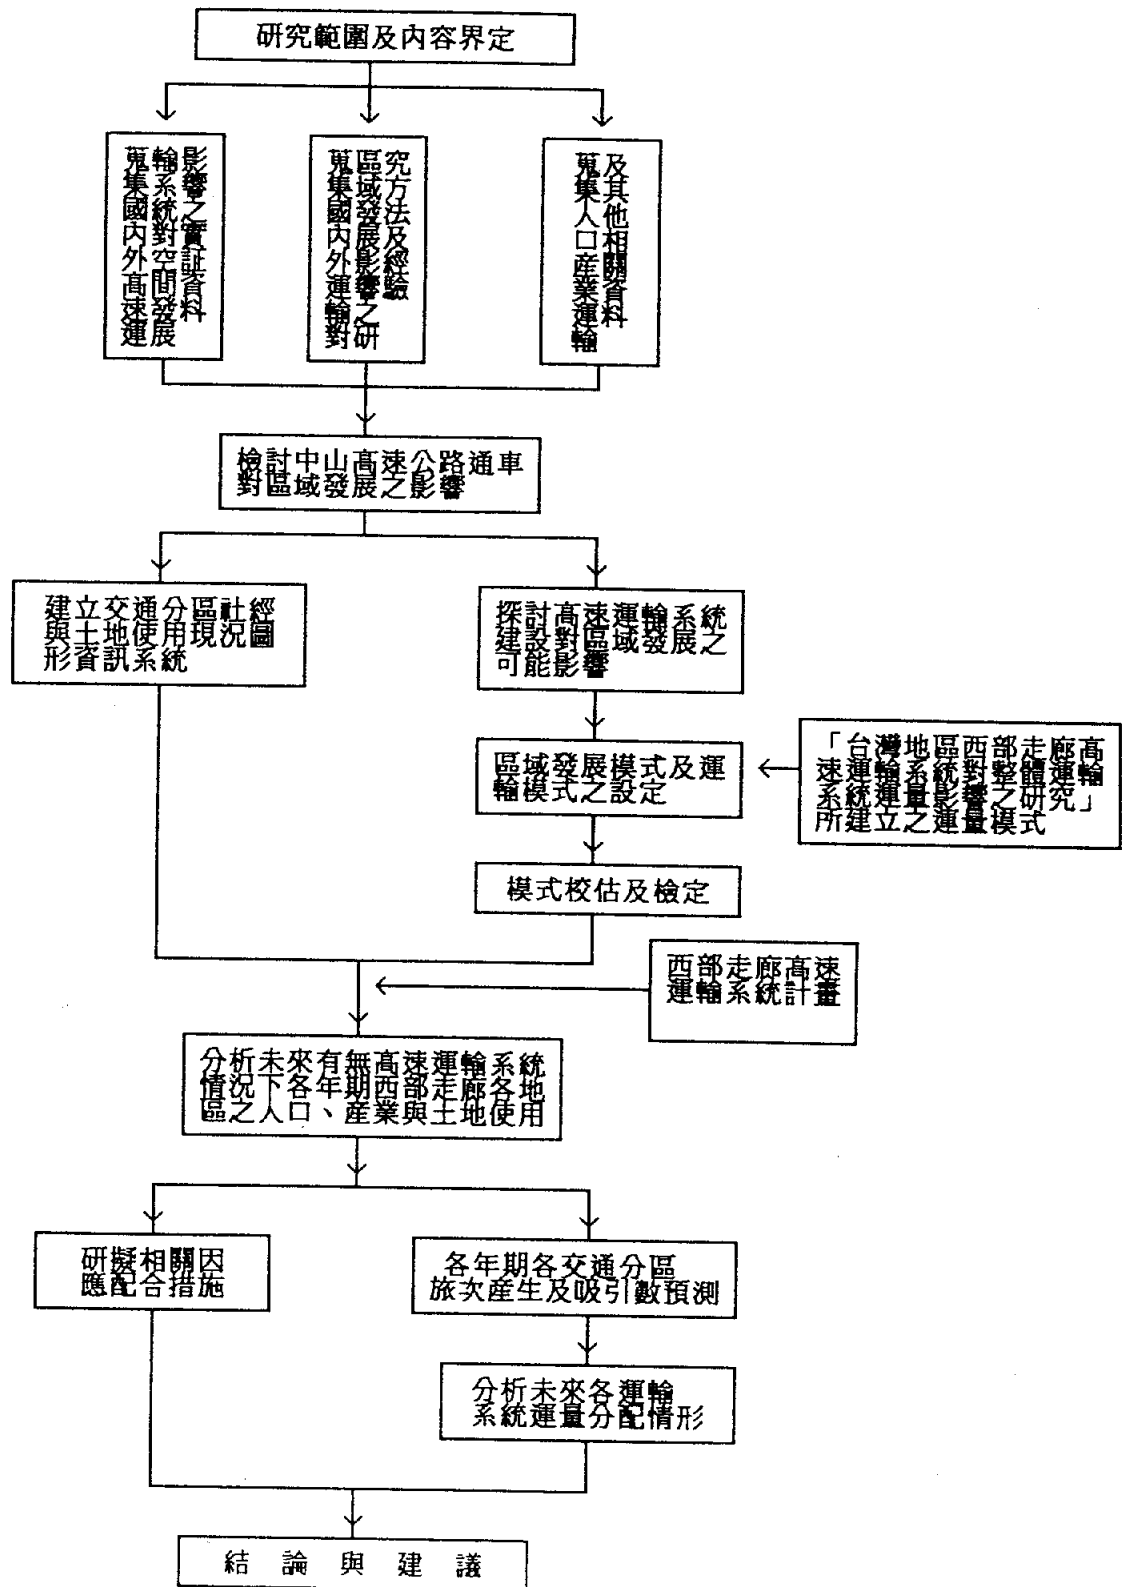 研究範圍及內容界定
蒐集國內外高速運
輸系統對空間發展
影響之實証資料
蒐集國內外運輸對
區域發展影響之研
究方法及經驗
蒐集人口產業運輸
及其他相關資料
檢討中山高速公路通車
對區域發展之影響
建立交通分區社經
與土地使用現況圖
形資訊系統
探討高速運輸系統
建設對區域發展之
可能影響
區域發展模式及運
輸模式之設定
「台灣地區西部走廊高
速運輸系統對整體運輸
系統運量影響之研究」
所建立之運量模式
模式校估及檢定
西部走廊高速
運輸系統計畫
分析未來有無高速運輸系統
情況下各年期西部走廊各地
區之人口、產業與土地使用
研擬相關因
應配合措施
各年期各交通分區
旅次產生及吸引數預測
分析未來各運輸
系統運量分配情形
結論與建議